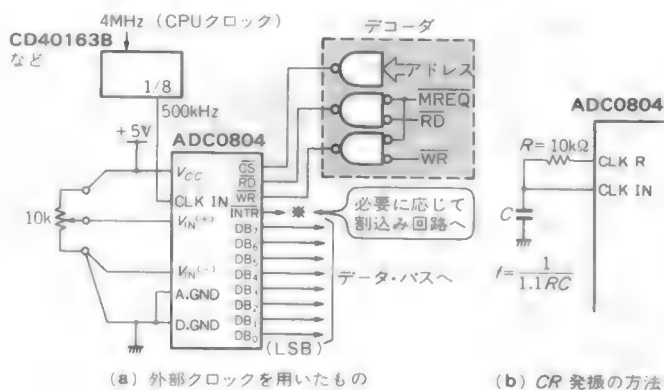 4MHz (CPUクロック)
CD40163B
など
1/8
500kHz
+5V
ADC0804
10k
VCC
CLK IN
VIN(+)
VIN(-)
A.GND
D.GND
CS
RD
WR
INTR
DB7
DB6
DB5
DB4
DB3
DB2
DB1
DB0
(LSB)
デコーダ
アドレス
MREQ
RD
WR
※
必要に応じて
割込み回路へ
データ・バスへ
(a) 外部クロックを用いたもの
ADC0804
R=10kΩ
CLK R
CLK IN
C
f=1/1.1RC
(b) CR 発振の方法